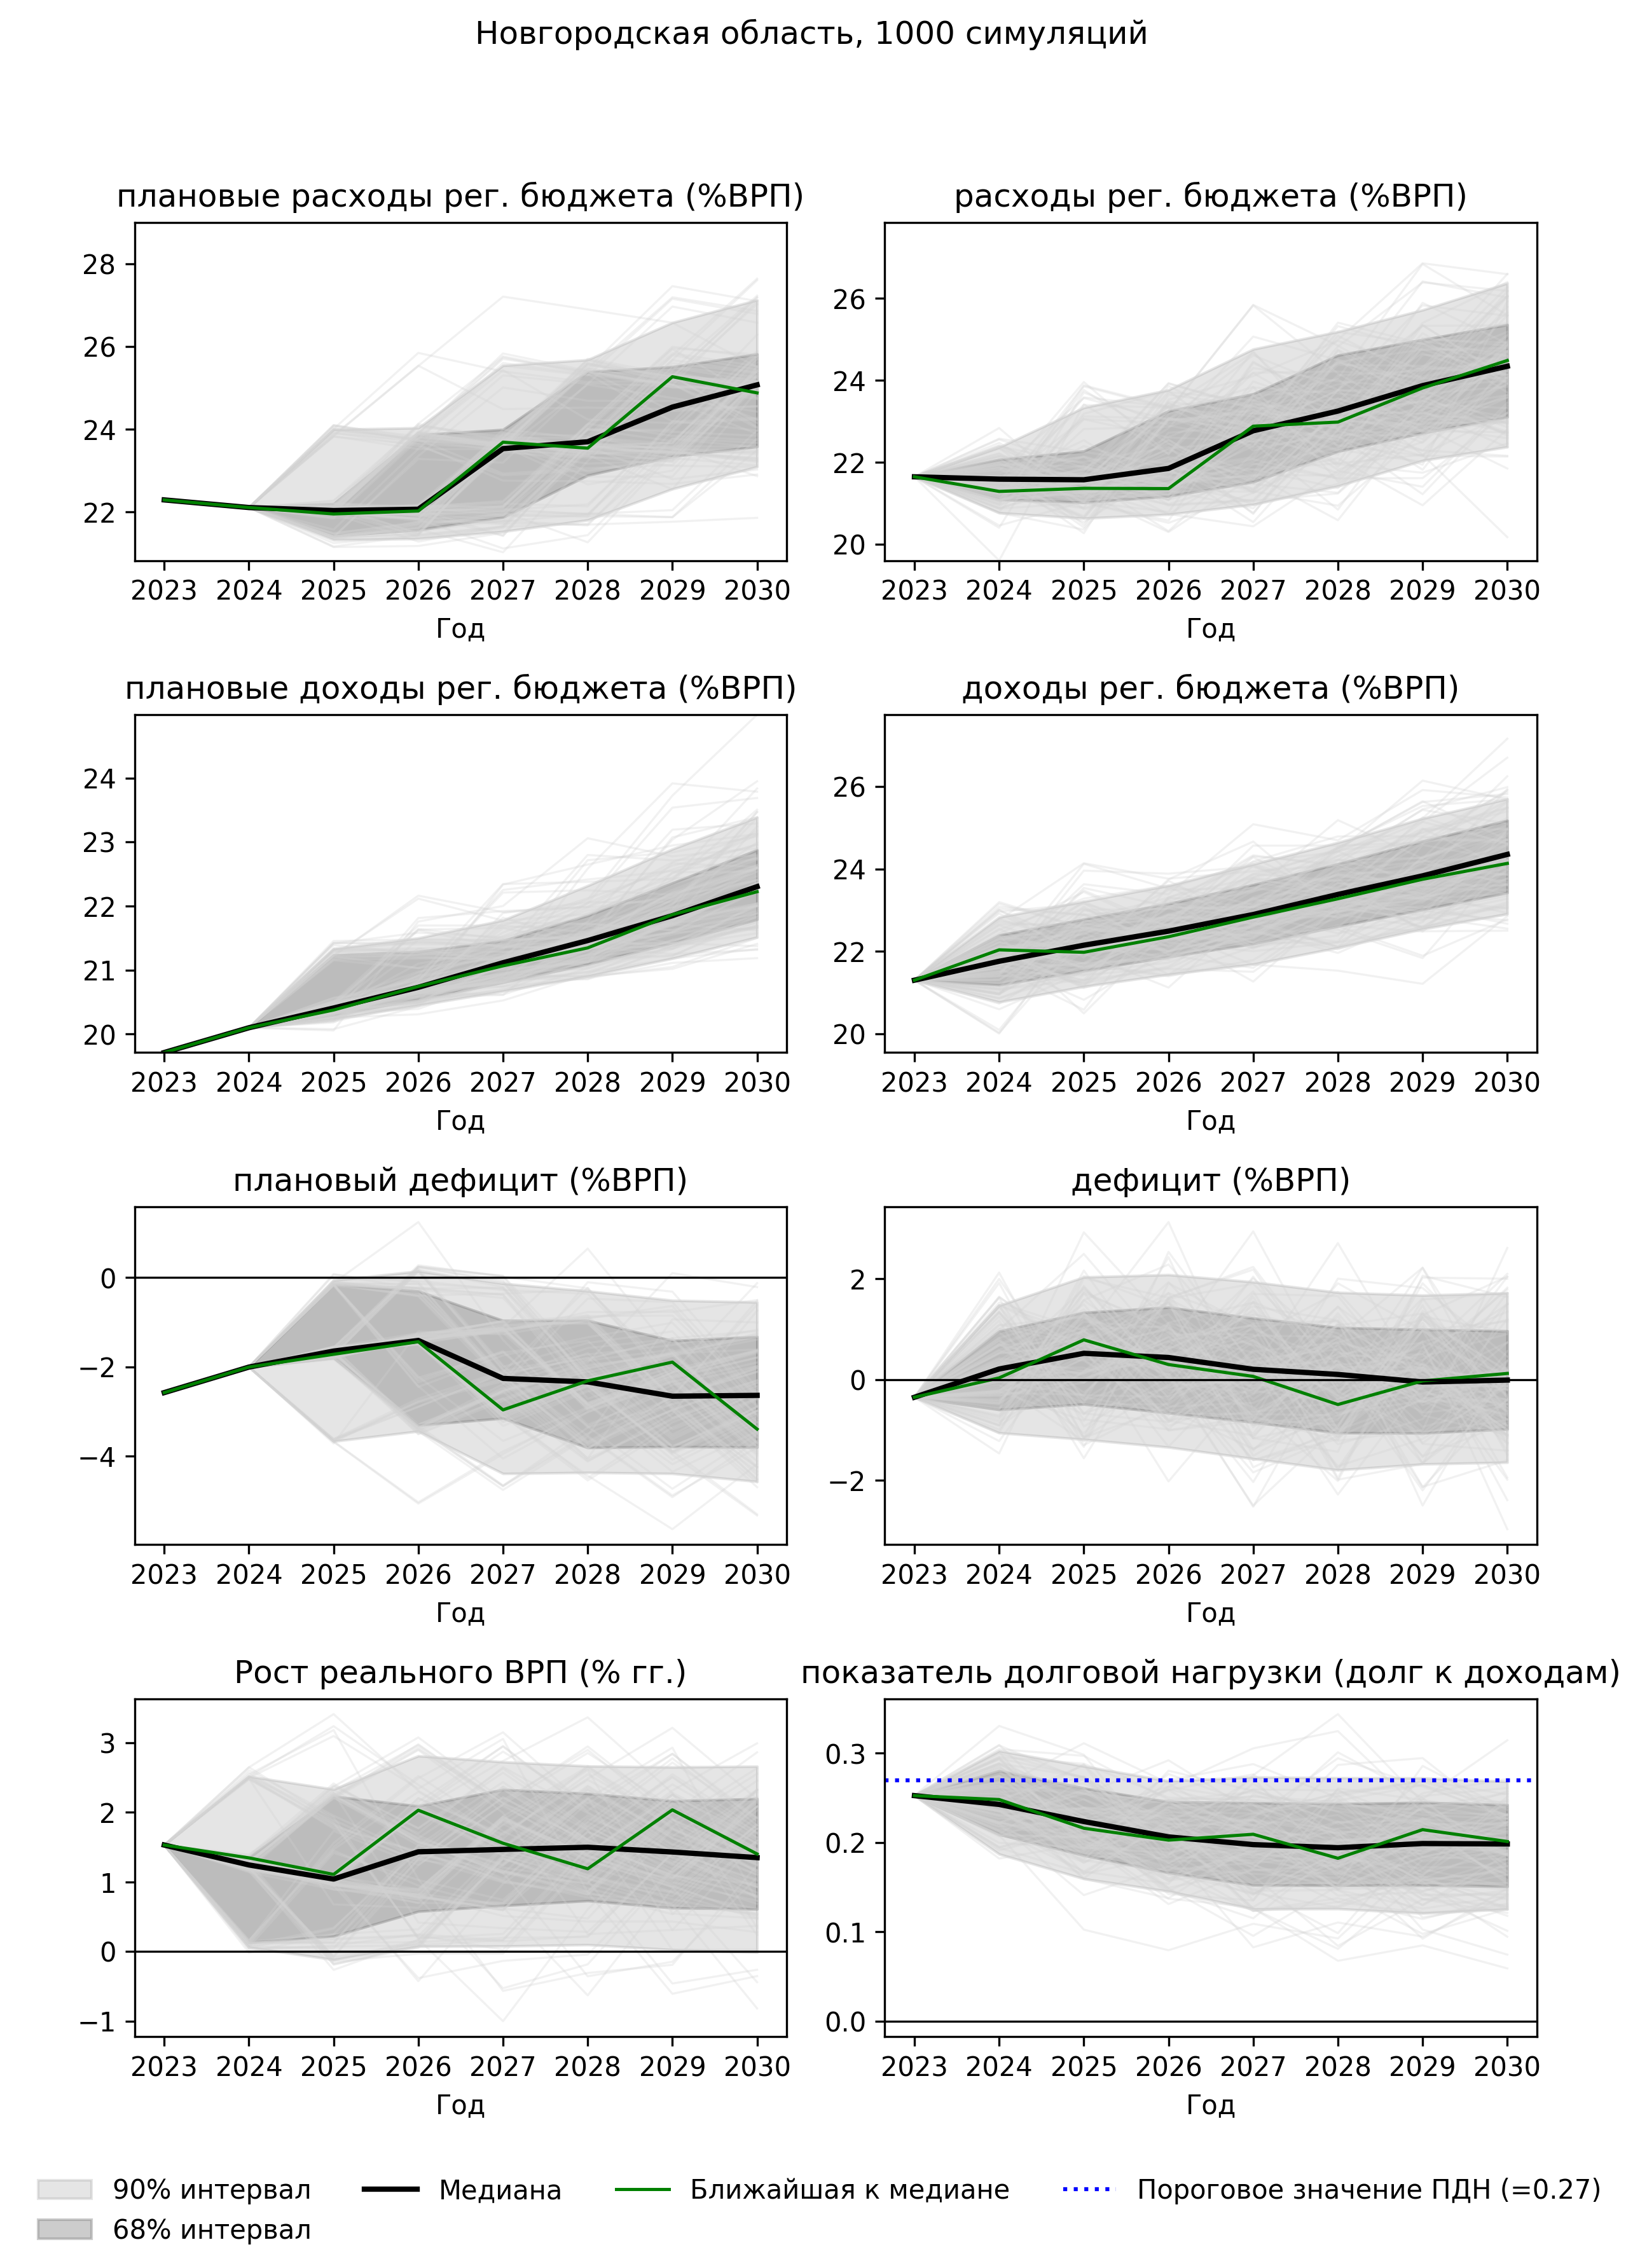 Новгородская область, 1000 симуляций
плановые расходы рег. бюджета (%ВРП)
28
26
24
22
2023 2024 2025 2026 2027 2028 2029 2030
Год
расходы рег. бюджета (%ВРП)
26
24
22
20
2023 2024 2025 2026 2027 2028 2029 2030
Год
плановые доходы рег. бюджета (%ВРП)
24
23
22
21
20
2023 2024 2025 2026 2027 2028 2029 2030
Год
доходы рег. бюджета (%ВРП)
26
24
22
20
2023 2024 2025 2026 2027 2028 2029 2030
Год
плановый дефицит (%ВРП)
0
−2
−4
2023 2024 2025 2026 2027 2028 2029 2030
Год
дефицит (%ВРП)
2
0
−2
2023 2024 2025 2026 2027 2028 2029 2030
Год
Рост реального ВРП (% гг.)
3
2
1
0
−1
2023 2024 2025 2026 2027 2028 2029 2030
Год
показатель долговой нагрузки (долг к доходам)
0.3
0.2
0.1
0.0
2023 2024 2025 2026 2027 2028 2029 2030
Год
90% интервал
68% интервал
Медиана
Ближайшая к медиане
Пороговое значение ПДН (=0.27)